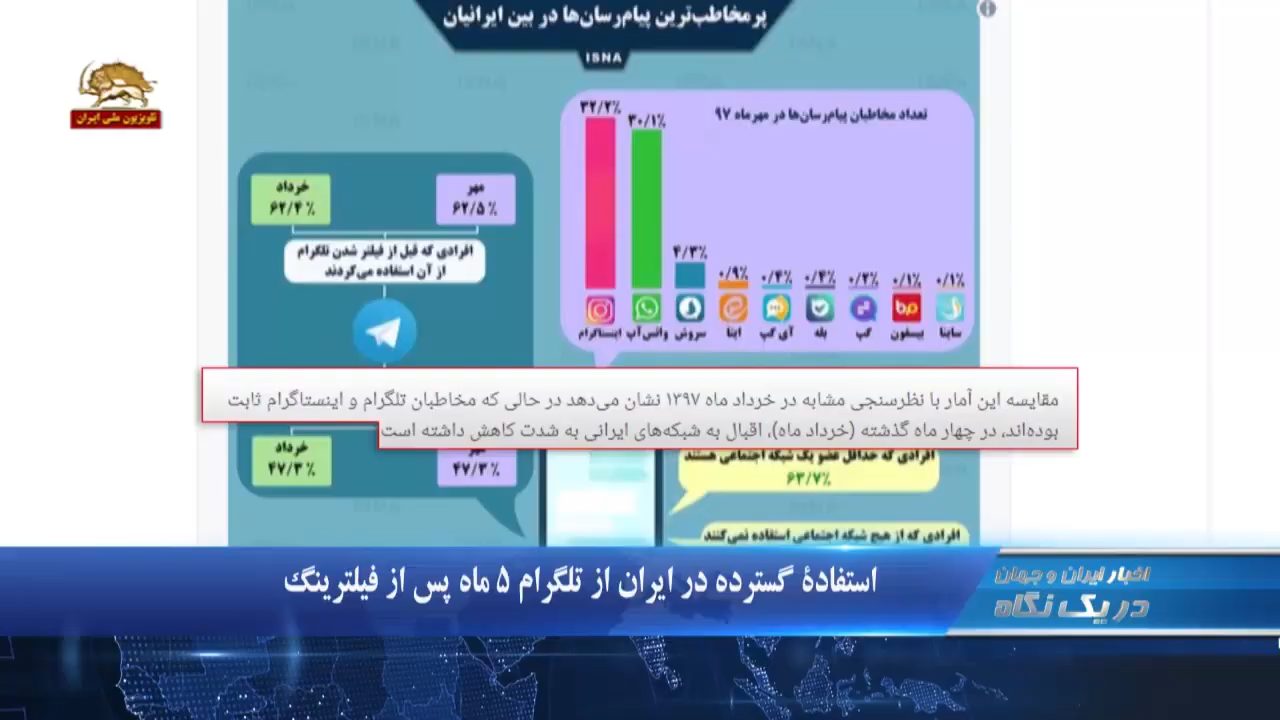 پرمخاطب‌ترین پیام‌رسان‌ها در بین ایرانیان
ISNA
تلویزیون ملی ایران
تعداد مخاطبان پیام‌رسان‌ها در مهرماه ۹۷
۳۲/۲٪
۳۰/۱٪
۴/۳٪
۰/۹٪
۰/۴٪
۰/۴٪
۰/۲٪
۰/۱٪
۰/۱٪
اینستاگرام
واتس‌آپ
سروش
ایتا
آی گپ
بله
گپ
بیسفون
ساینا
خرداد
۶۲/۴٪
مهر
۶۲/۵٪
افرادی که قبل از فیلتر شدن تلگرام
از آن استفاده می‌کردند
مقایسه این آمار با نظرسنجی مشابه در خرداد ماه ۱۳۹۷ نشان می‌دهد در حالی که مخاطبان تلگرام و اینستاگرام ثابت
بوده‌اند، در چهار ماه گذشته (خرداد ماه)، اقبال به شبکه‌های ایرانی به شدت کاهش داشته است
خرداد
۴۷/۳٪
مهر
۴۷/۳٪
افرادی که حداقل عضو یک شبکه اجتماعی هستند
۶۳/۷٪
افرادی که از هیچ شبکه اجتماعی استفاده نمی‌کنند
استفادهٔ گسترده در ایران از تلگرام ۵ ماه پس از فیلترینگ
اخبار ایران و جهان
در یک نگاه